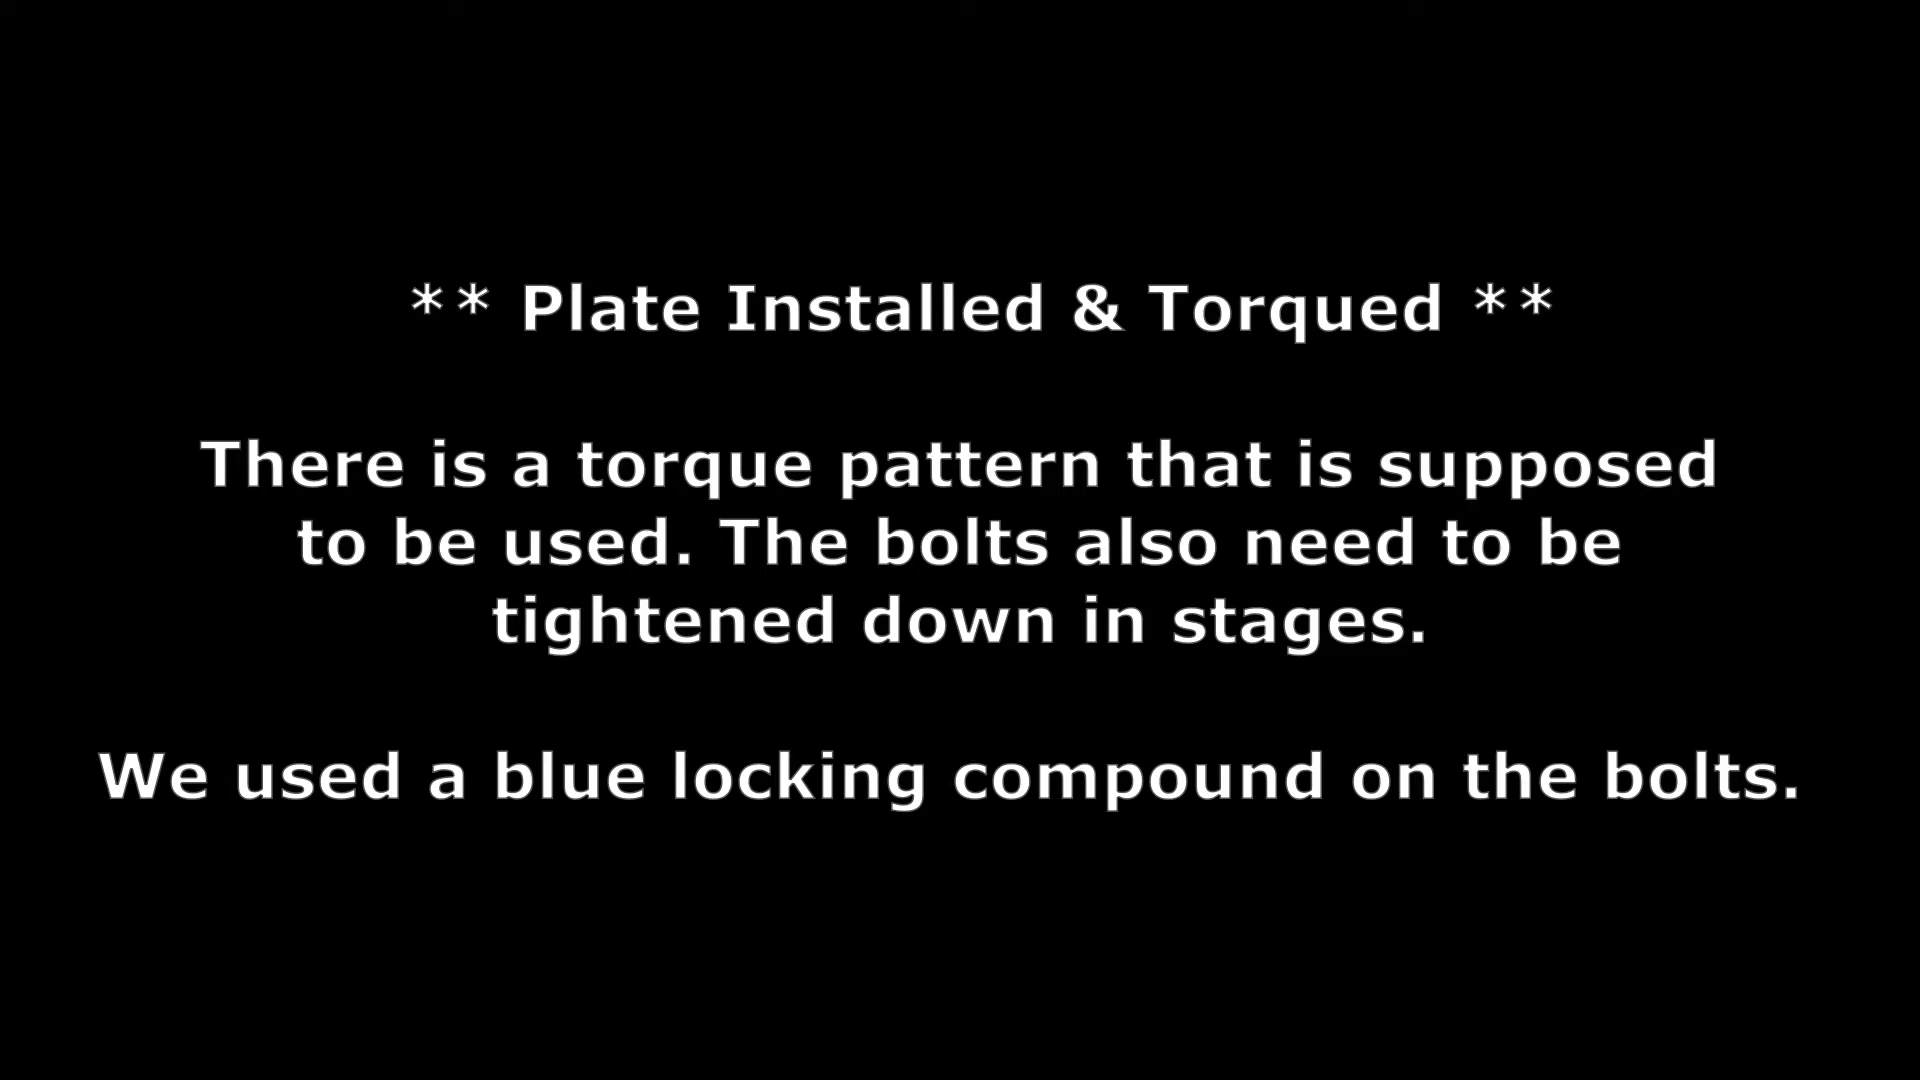 ** Plate Installed & Torqued **
There is a torque pattern that is supposed
to be used. The bolts also need to be
tightened down in stages.
We used a blue locking compound on the bolts.